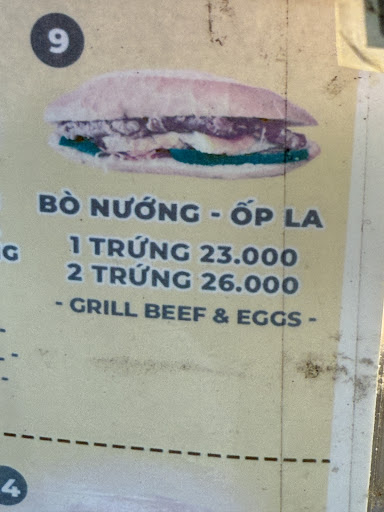 9
BÒ NƯỚNG - ỐP LA
1 TRỨNG 23.000
2 TRỨNG 26.000
- GRILL BEEF & EGGS -
G
4